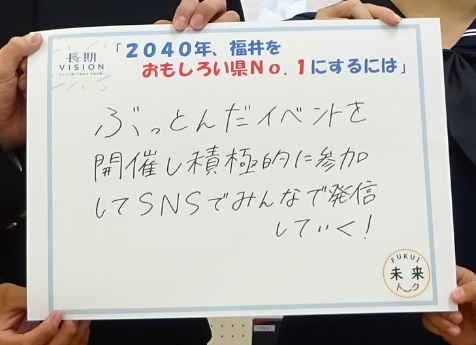 長期
VISION
「２０４０年、福井を
おもしろい県Ｎｏ．１にするには」
ぶっとんだイベントを
開催し積極的に参加
してＳＮＳでみんなで発信
していく！
FUKUI
未来
トーク